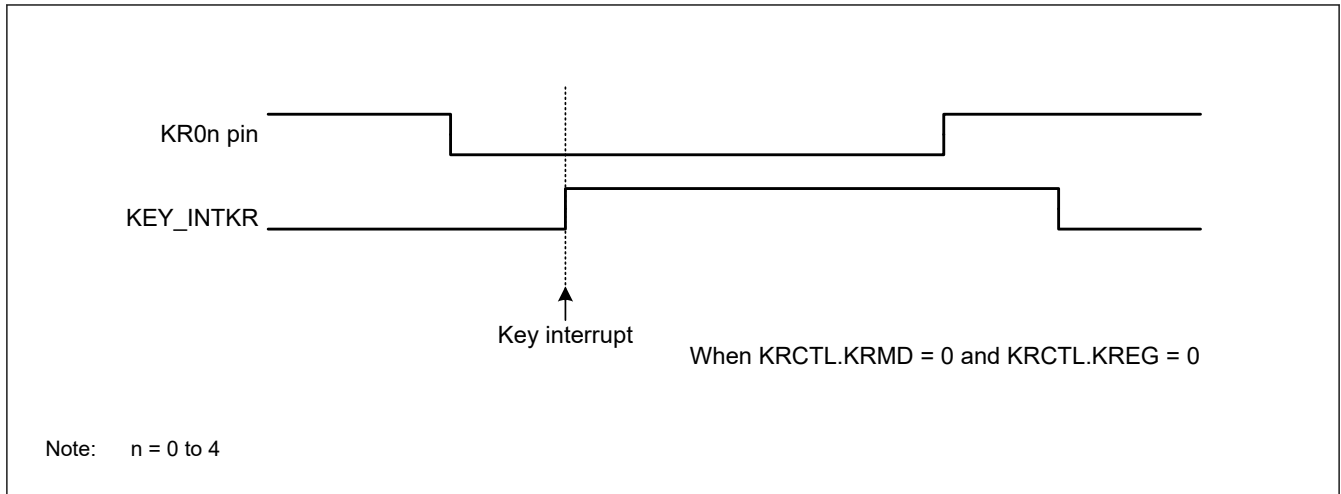 KR0n pin
KEY_INTKR
Key interrupt
When KRCTL.KRMD = 0 and KRCTL.KREG = 0
Note: n = 0 to 4